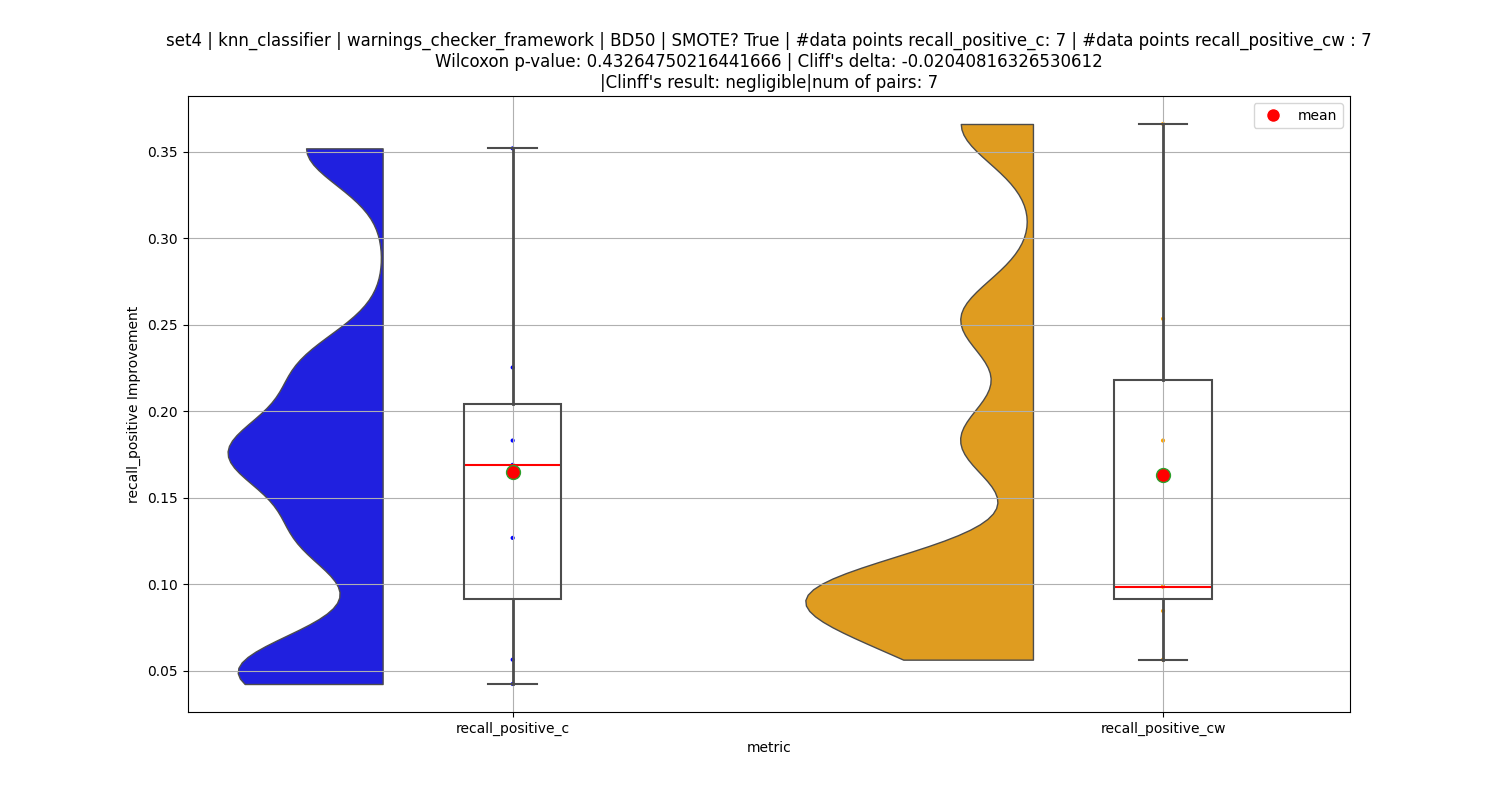 set4 | knn_classifier | warnings_checker_framework | BD50 | SMOTE? True | #data points recall_positive_c: 7 | #data points recall_positive_cw : 7
Wilcoxon p-value: 0.43264750216441666 | Cliff's delta: -0.02040816326530612
|Clinff's result: negligible|num of pairs: 7
mean
0.35
0.30
0.25
0.20
0.15
0.10
0.05
recall_positive Improvement
recall_positive_c
recall_positive_cw
metric